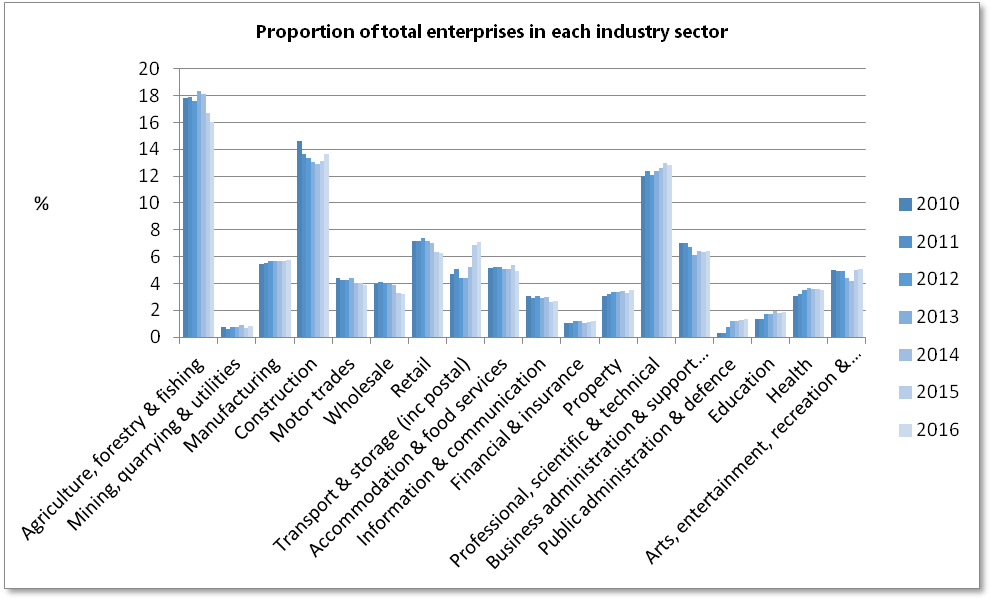 Proportion of total enterprises in each industry sector
20
18
16
14
12
10
8
6
4
2
0
%
Agriculture, forestry & fishing
Mining, quarrying & utilities
Manufacturing
Construction
Motor trades
Wholesale
Retail
Transport & storage (inc postal)
Accommodation & food services
Information & communication
Financial & insurance
Property
Professional, scientific & technical
Business administration & support...
Public administration & defence
Education
Health
Arts, entertainment, recreation &...
2010
2011
2012
2013
2014
2015
2016